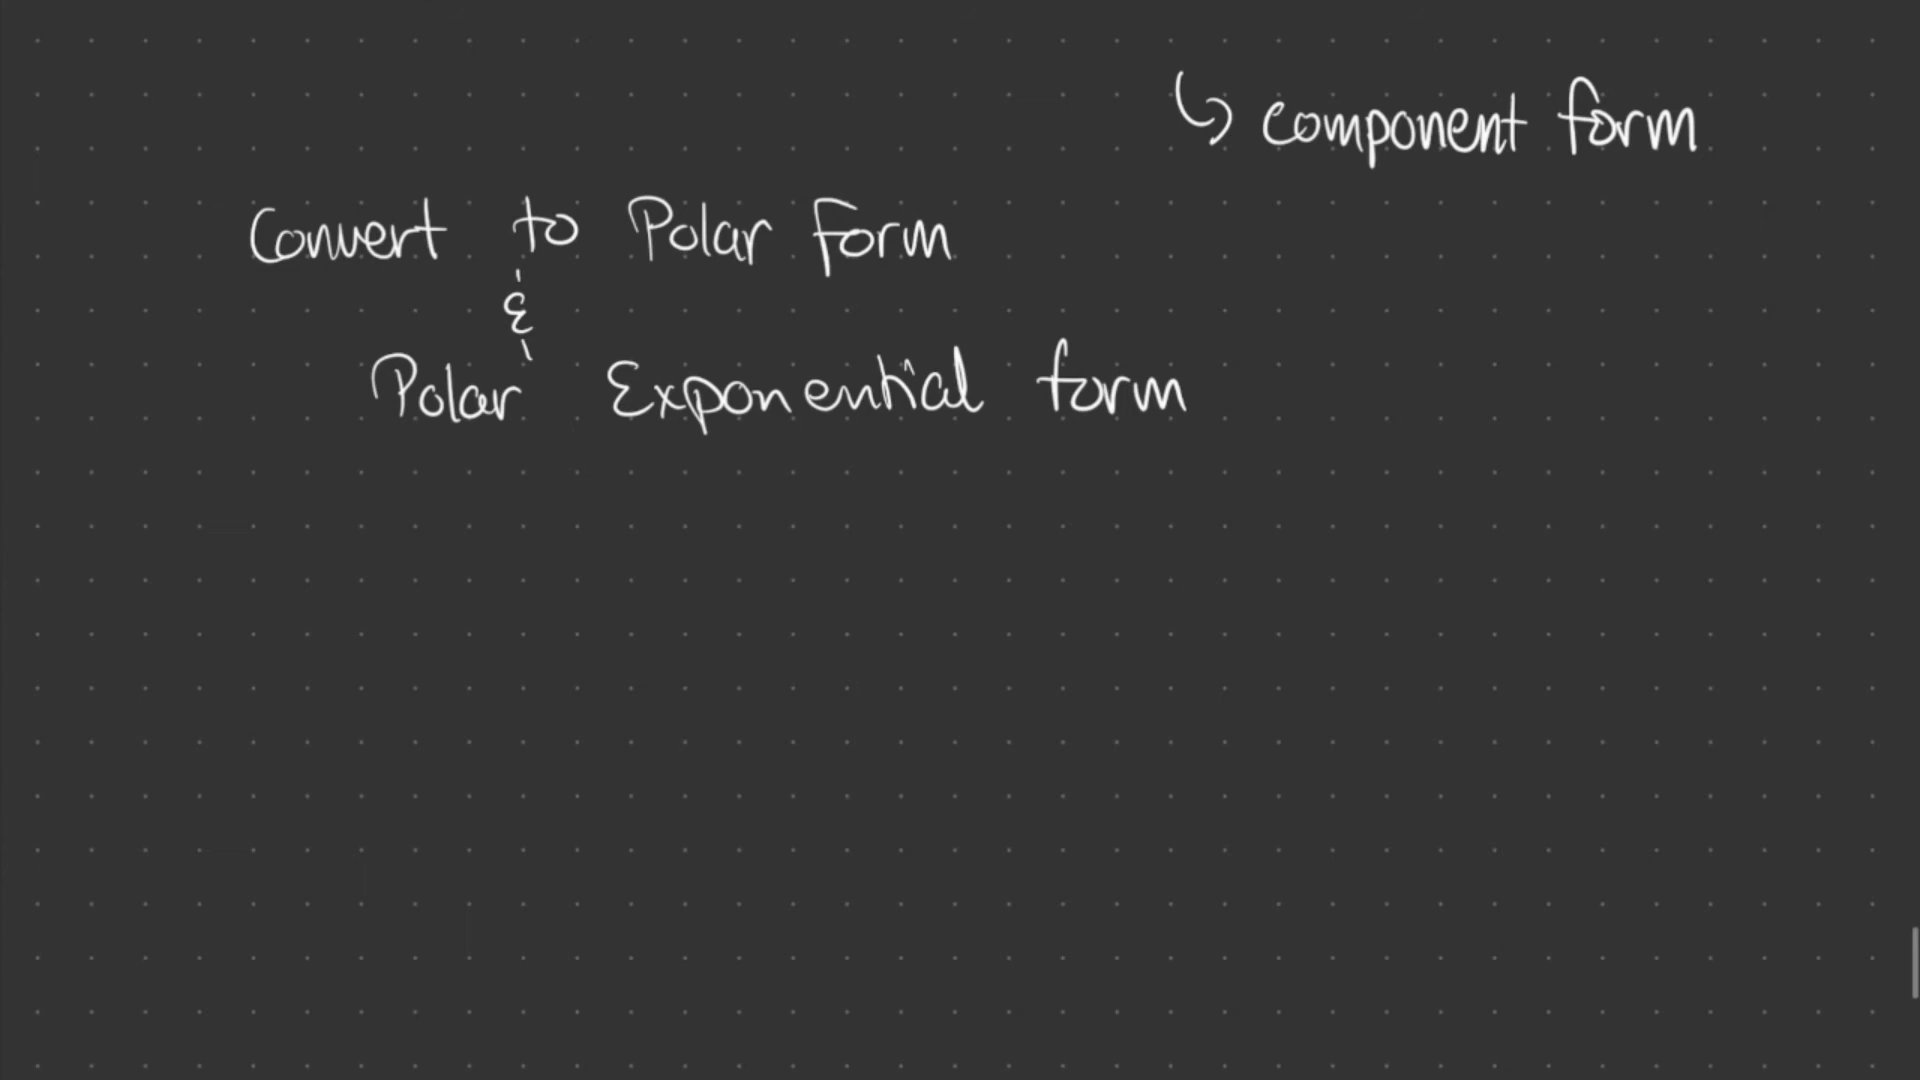 ↳ component form
Convert to Polar Form
&
Polar Exponential form